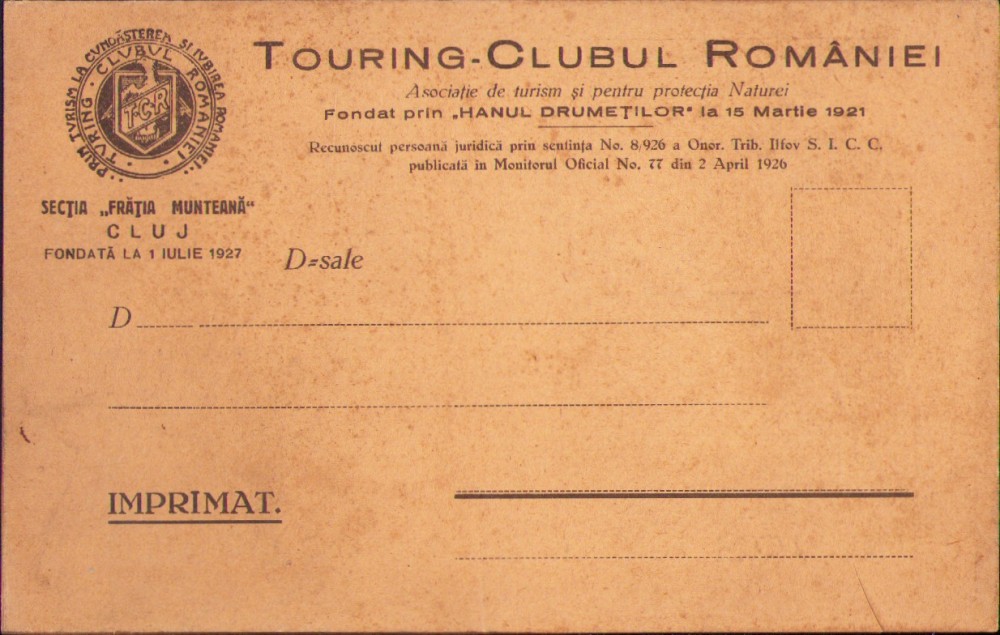 TOURING-CLUBUL ROMÂNIEI
Asociaţie de turism şi pentru protecţia Naturei
Fondat prin „HANUL DRUMEŢILOR" la 15 Martie 1921
Recunoscut persoană juridică prin sentinţa No. 8/926 a Onor. Trib. Ilfov S. I. C. C.
publicată în Monitorul Oficial No. 77 din 2 April 1926
PRIN TURISM LA CUNOAŞTEREA ŞI IUBIREA ROMANIEI
TURING · CLUBUL ROMANIEI
T·C·R
SECŢIA „FRĂŢIA MUNTEANĂ"
CLUJ
FONDATĂ LA 1 IULIE 1927
D=sale
D
IMPRIMAT.